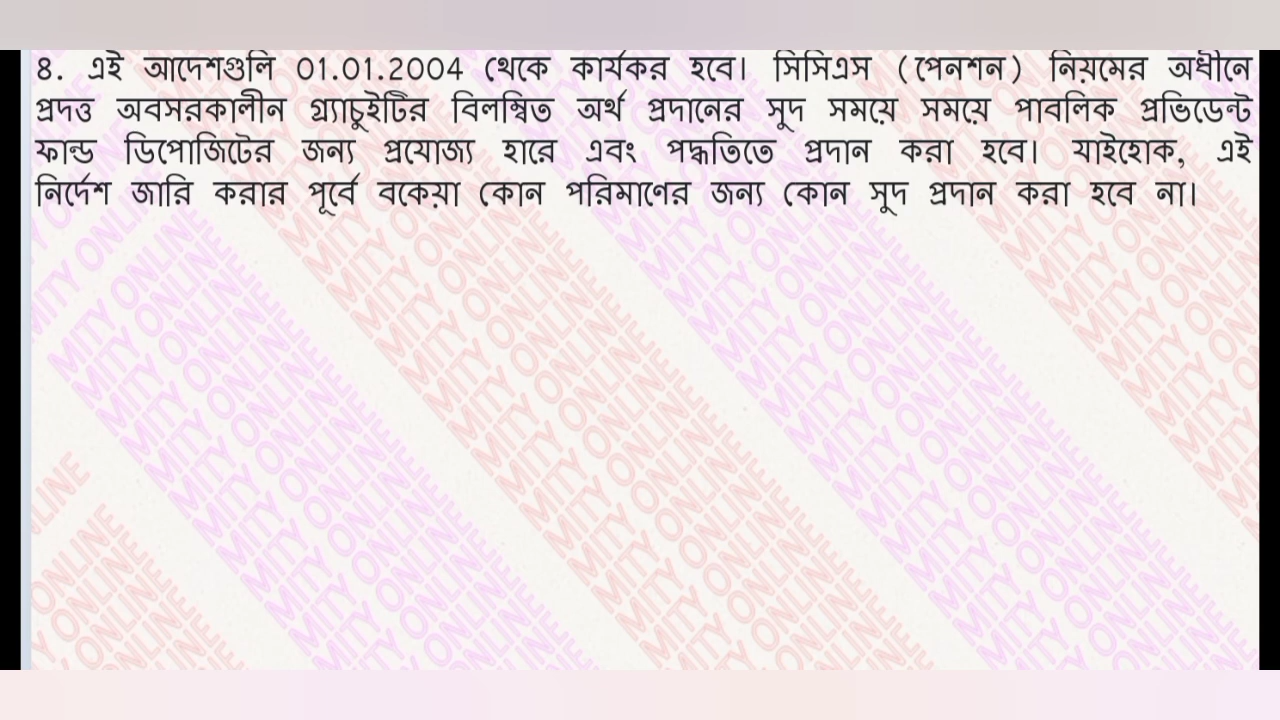 ৪. এই আদেশগুলি 01.01.2004 থেকে কার্যকর হবে। সিসিএস (পেনশন) নিয়মের অধীনে
প্রদত্ত অবসরকালীন গ্র্যাচুইটির বিলম্বিত অর্থ প্রদানের সুদ সময়ে সময়ে পাবলিক প্রভিডেন্ট
ফান্ড ডিপোজিটের জন্য প্রযোজ্য হারে এবং পদ্ধতিতে প্রদান করা হবে। যাইহোক, এই
নির্দেশ জারি করার পূর্বে বকেয়া কোন পরিমাণের জন্য কোন সুদ প্রদান করা হবে না।
MITY ONLINE